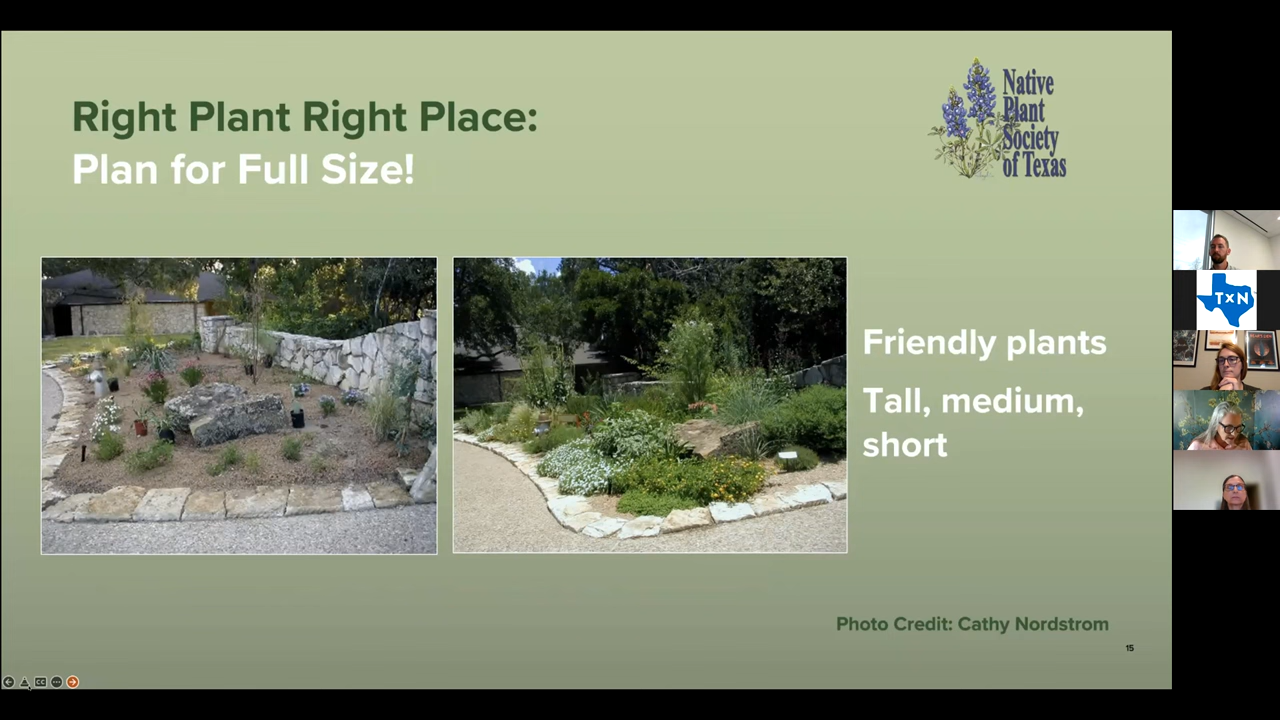 Right Plant Right Place:
Plan for Full Size!
Native
Plant
Society
of Texas
Friendly plants
Tall, medium,
short
Photo Credit: Cathy Nordstrom
15
TXN
CC